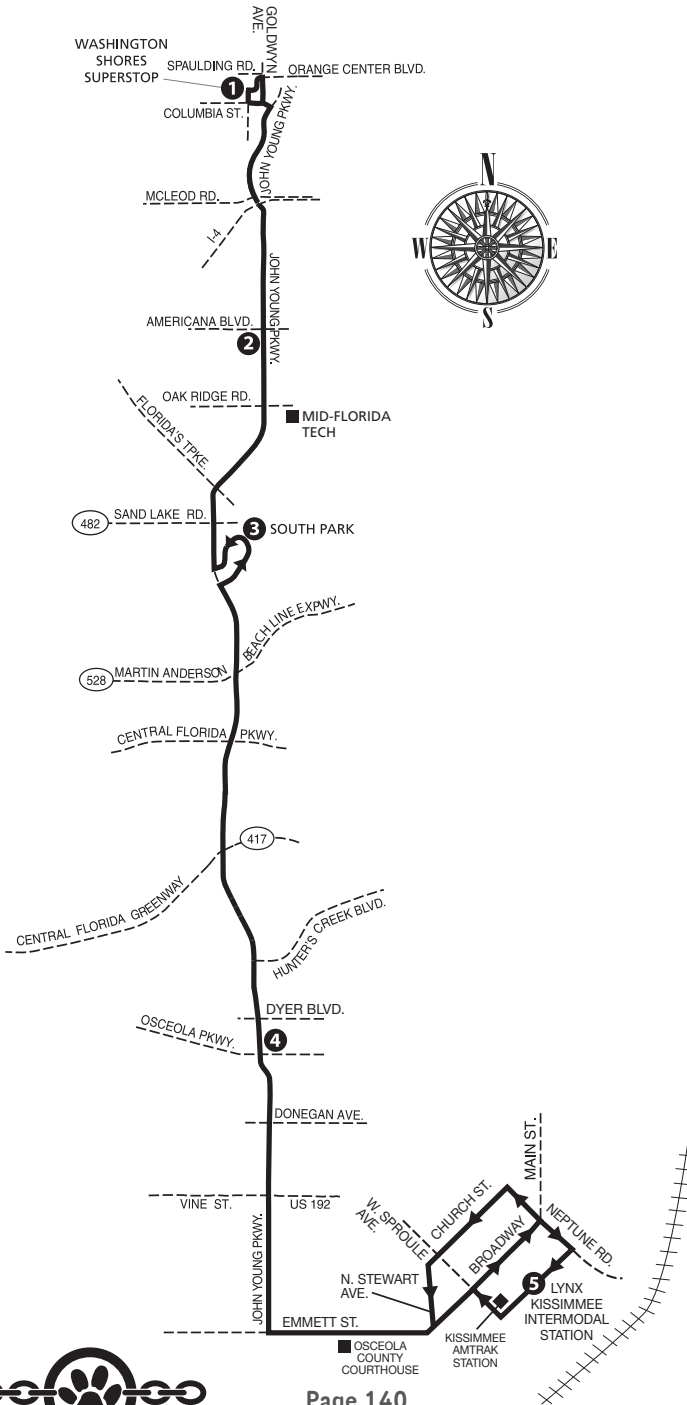 GOLDWYN
AVE.
WASHINGTON
SHORES
SUPERSTOP
SPAULDING RD.
ORANGE CENTER BLVD.
1
COLUMBIA ST.
JOHN YOUNG PKWY.
N
W
E
S
MCLEOD RD.
I-4
JOHN YOUNG PKWY.
AMERICANA BLVD.
2
OAK RIDGE RD.
MID-FLORIDA
TECH
FLORIDA'S TPKE.
482
SAND LAKE RD.
3 SOUTH PARK
BEACH LINE EXPWY.
528
MARTIN ANDERSON
CENTRAL FLORIDA PKWY.
417
CENTRAL FLORIDA GREENWAY
HUNTER'S CREEK BLVD.
DYER BLVD.
OSCEOLA PKWY.
4
DONEGAN AVE.
MAIN ST.
VINE ST.
US 192
W. SPROULE
AVE.
CHURCH ST.
BROADWAY
NEPTUNE RD.
JOHN YOUNG PKWY.
N. STEWART
AVE.
5 LYNX
KISSIMMEE
INTERMODAL
STATION
EMMETT ST.
KISSIMMEE
AMTRAK
STATION
OSCEOLA
COUNTY
COURTHOUSE
Page 140